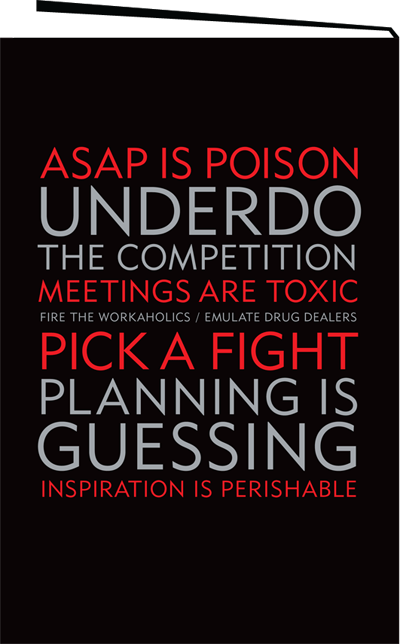 ASAP IS POISON
UNDERDO
THE COMPETITION
MEETINGS ARE TOXIC
FIRE THE WORKAHOLICS / EMULATE DRUG DEALERS
PICK A FIGHT
PLANNING IS
GUESSING
INSPIRATION IS PERISHABLE